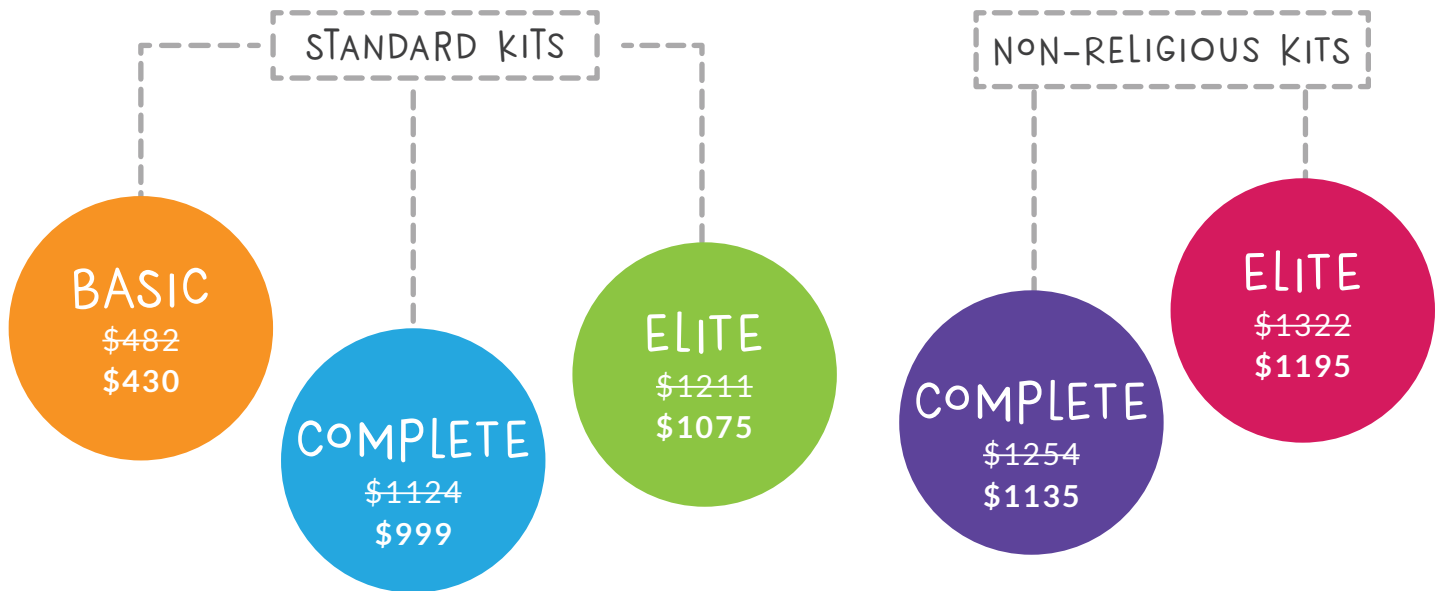 STANDARD KITS
BASIC
$482
$430
COMPLETE
$1124
$999
ELITE
$1211
$1075
NON-RELIGIOUS KITS
COMPLETE
$1254
$1135
ELITE
$1322
$1195